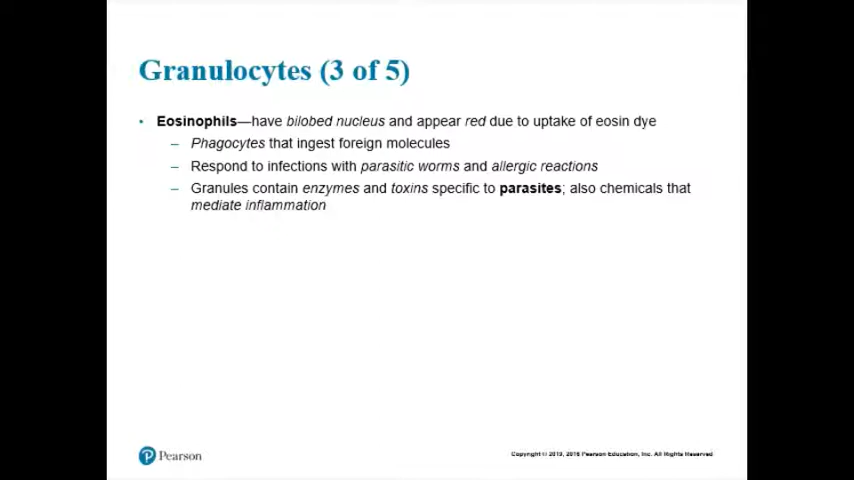 Granulocytes (3 of 5)
• Eosinophils—have bilobed nucleus and appear red due to uptake of eosin dye
– Phagocytes that ingest foreign molecules
– Respond to infections with parasitic worms and allergic reactions
– Granules contain enzymes and toxins specific to parasites; also chemicals that
mediate inflammation
Pearson
Copyright © 2019, 2016 Pearson Education, Inc. All Rights Reserved